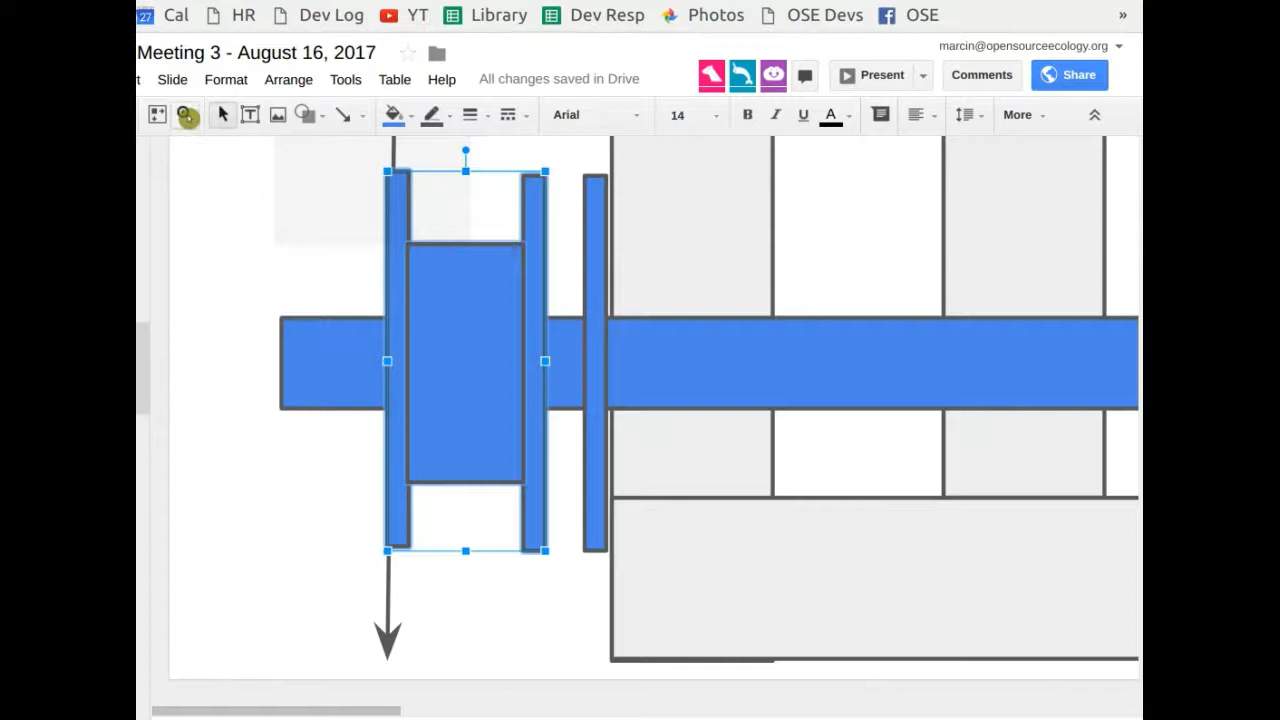 27 Cal HR Dev Log YT Library Dev Resp Photos OSE Devs OSE »
Meeting 3 - August 16, 2017
marcin@opensourceecology.org
t Slide Format Arrange Tools Table Help All changes saved in Drive
Present Comments Share
Arial 14 B I U A More